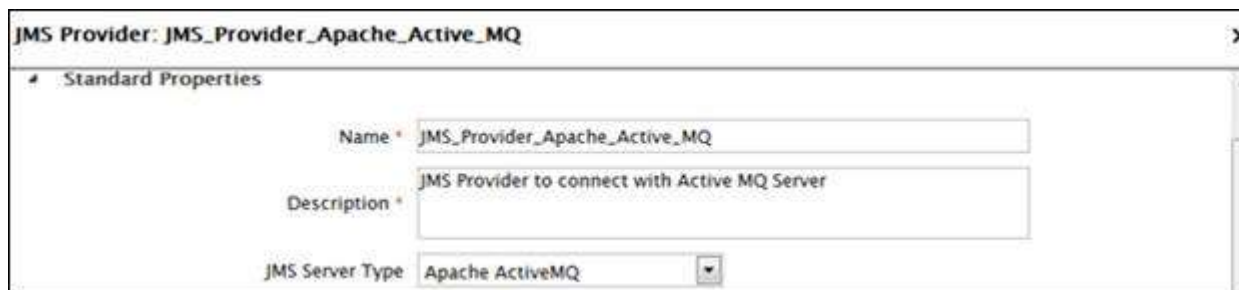 JMS Provider: JMS_Provider_Apache_Active_MQ
Standard Properties
Name * JMS_Provider_Apache_Active_MQ
Description * JMS Provider to connect with Active MQ Server
JMS Server Type Apache ActiveMQ